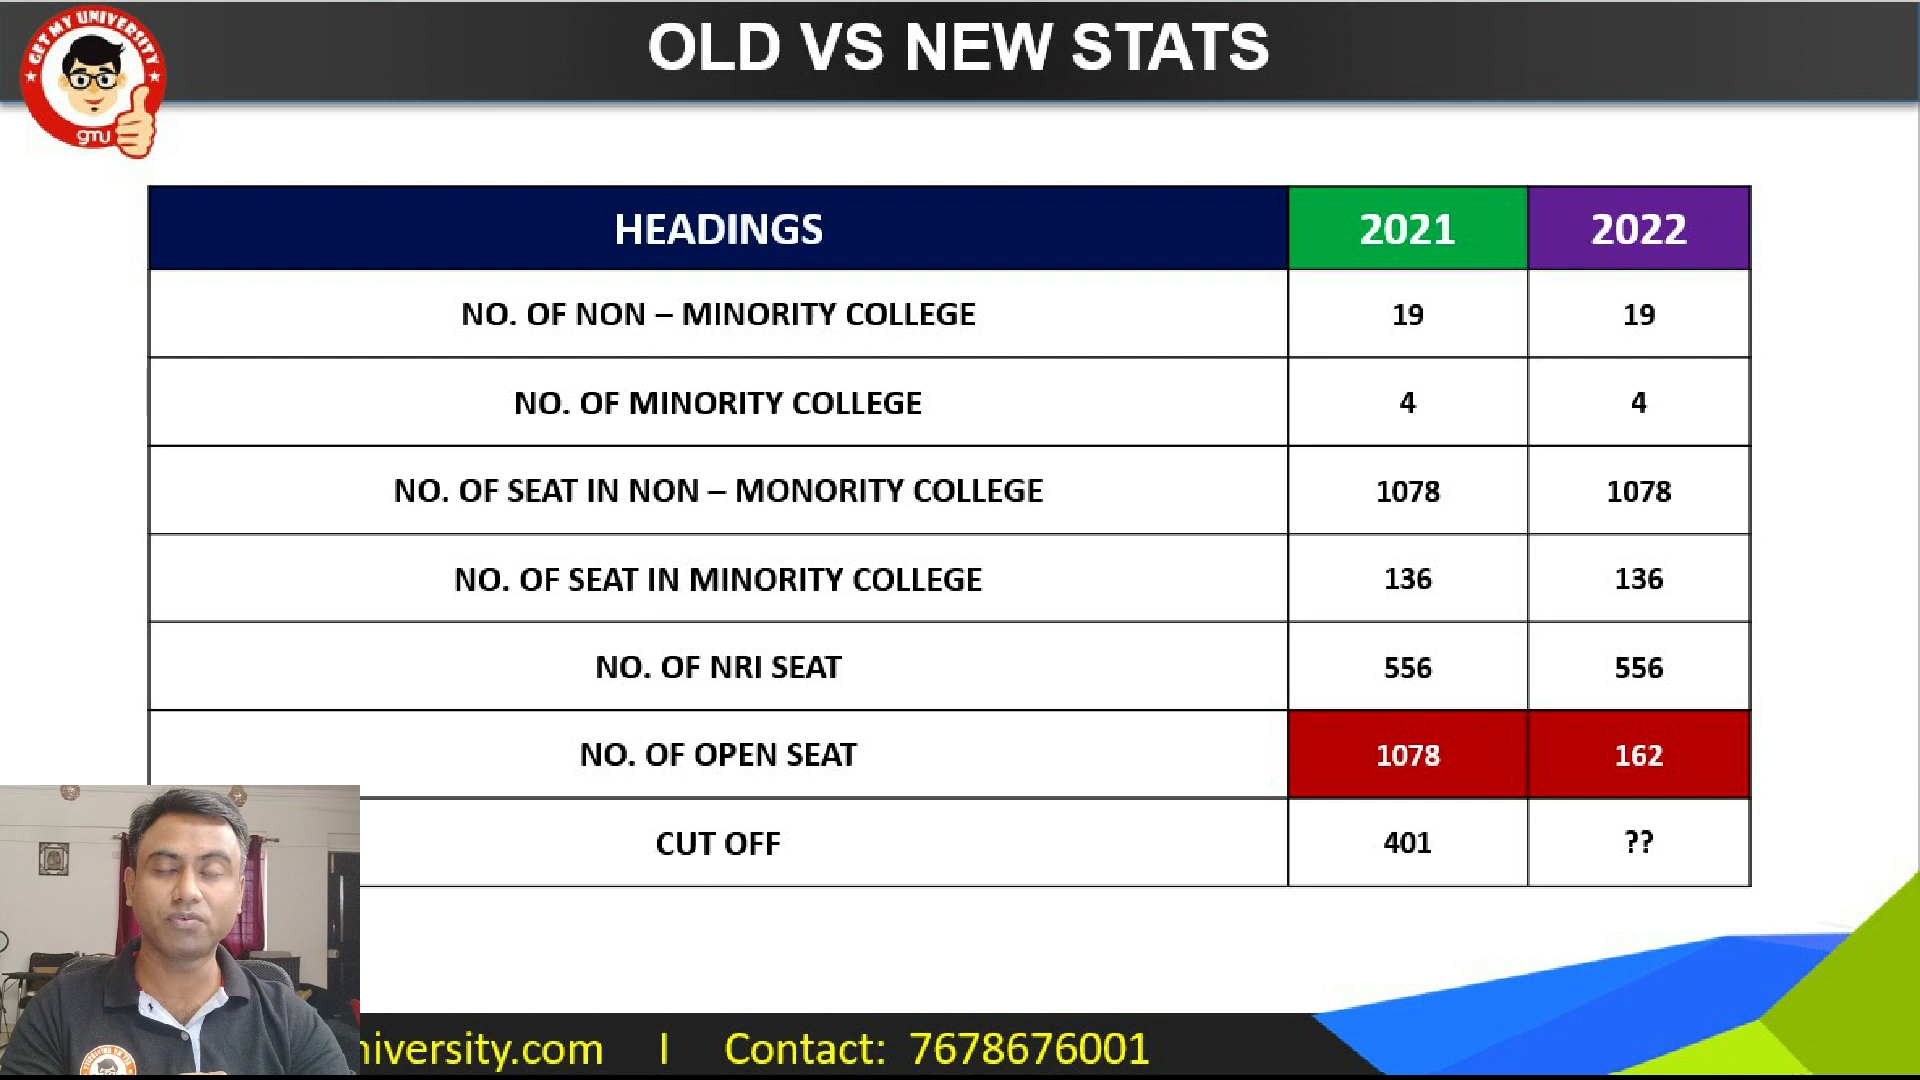 OLD VS NEW STATS
GET MY UNIVERSITY
gmu
HEADINGS 2021 2022
NO. OF NON – MINORITY COLLEGE 19 19
NO. OF MINORITY COLLEGE 4 4
NO. OF SEAT IN NON – MONORITY COLLEGE 1078 1078
NO. OF SEAT IN MINORITY COLLEGE 136 136
NO. OF NRI SEAT 556 556
NO. OF OPEN SEAT 1078 162
CUT OFF 401 ??
niversity.com I Contact: 7678676001